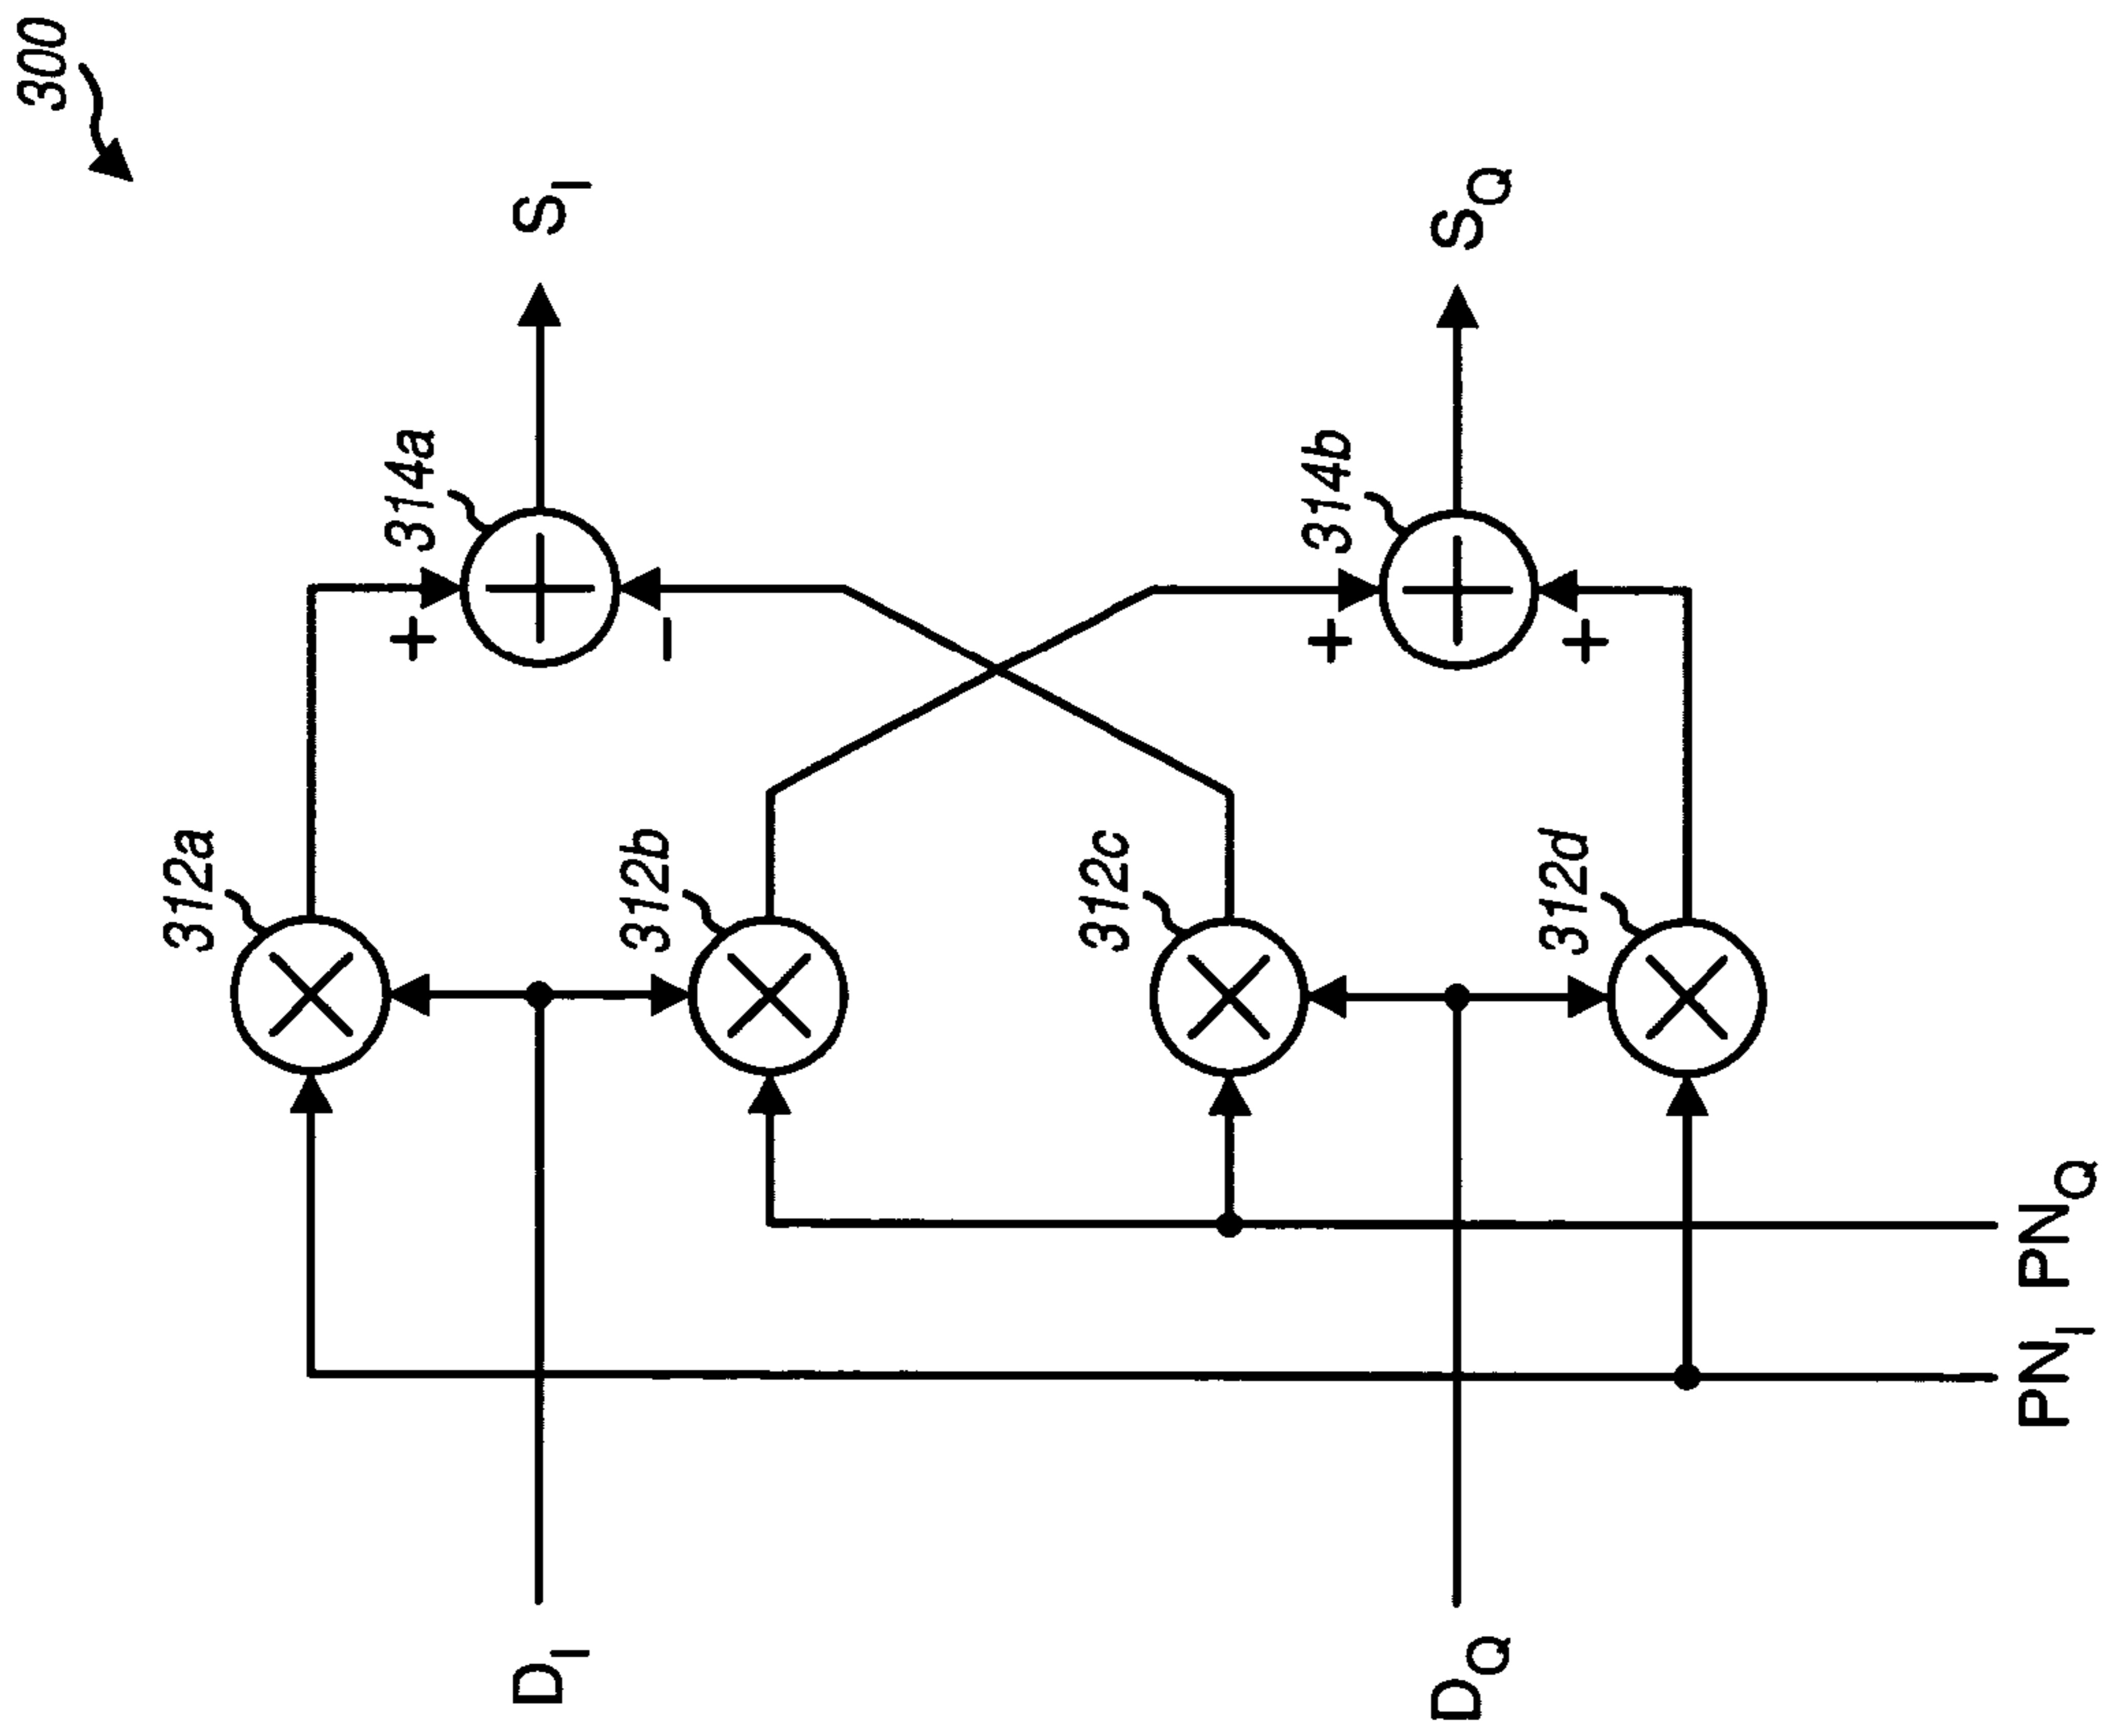 300
312a
314a
+
−
D_I
S_I
312b
312c
314b
+
+
D_Q
S_Q
312d
PN_I
PN_Q